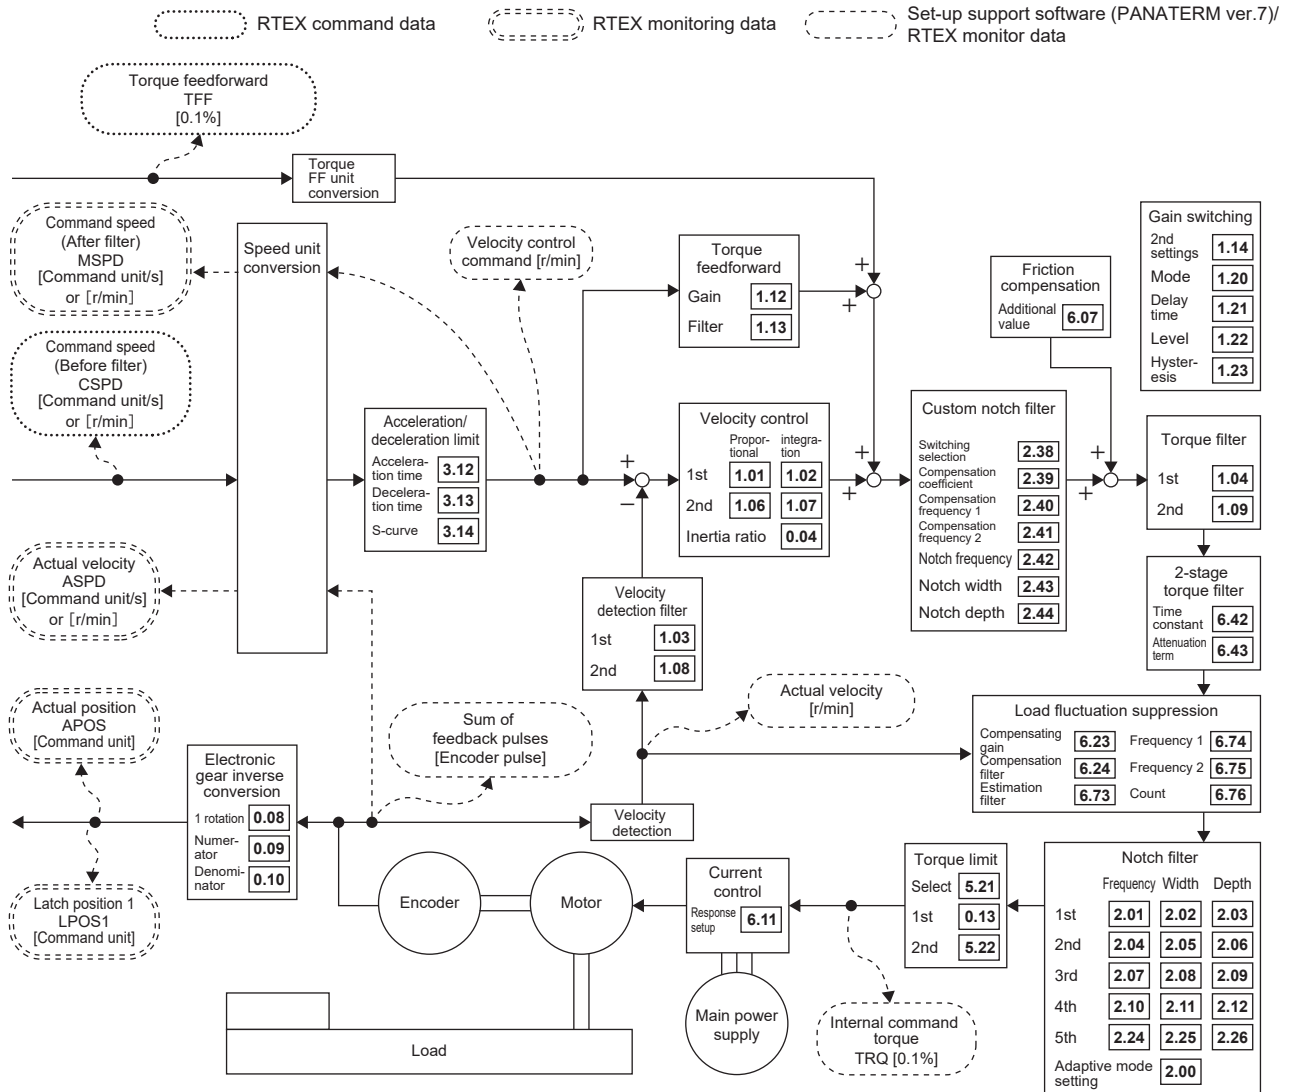 RTEX command data
RTEX monitoring data
Set-up support software (PANATERM ver.7)/
RTEX monitor data
Torque feedforward
TFF
[0.1%]
Torque
FF unit
conversion
Command speed
(After filter)
MSPD
[Command unit/s]
or [r/min]
Speed unit
conversion
Velocity control
command [r/min]
Torque
feedforward
Gain 1.12
Filter 1.13
+
+
Friction
compensation
Additional
value
6.07
Gain switching
2nd
settings
1.14
Mode 1.20
Delay
time
1.21
Level 1.22
Hyster-
esis
1.23
Command speed
(Before filter)
CSPD
[Command unit/s]
or [r/min]
Acceleration/
deceleration limit
Accelera-
tion time
3.12
Decelera-
tion time
3.13
S-curve 3.14
+
−
Velocity control
Propor-
tional
integra-
tion
1st 1.01 1.02
2nd 1.06 1.07
Inertia ratio 0.04
+
+
Custom notch filter
Switching
selection
2.38
Compensation
coefficient
2.39
Compensation
frequency 1
2.40
Compensation
frequency 2
2.41
Notch frequency 2.42
Notch width 2.43
Notch depth 2.44
+
+
Torque filter
1st 1.04
2nd 1.09
Actual velocity
ASPD
[Command unit/s]
or [r/min]
Velocity
detection filter
1st 1.03
2nd 1.08
2-stage
torque filter
Time
constant
6.42
Attenuation
term
6.43
Actual position
APOS
[Command unit]
Sum of
feedback pulses
[Encoder pulse]
Actual velocity
[r/min]
Load fluctuation suppression
Compensating
gain
6.23
Frequency 1 6.74
Compensation
filter
6.24
Frequency 2 6.75
Estimation
filter
6.73
Count 6.76
Electronic
gear inverse
conversion
1 rotation 0.08
Numer-
ator
0.09
Denomi-
nator
0.10
Velocity
detection
Latch position 1
LPOS1
[Command unit]
Encoder
Motor
Current
control
Response
setup
6.11
Torque limit
Select 5.21
1st 0.13
2nd 5.22
Notch filter
Frequency Width Depth
1st 2.01 2.02 2.03
2nd 2.04 2.05 2.06
3rd 2.07 2.08 2.09
4th 2.10 2.11 2.12
5th 2.24 2.25 2.26
Adaptive mode
setting
2.00
Main power
supply
Internal command
torque
TRQ [0.1%]
Load